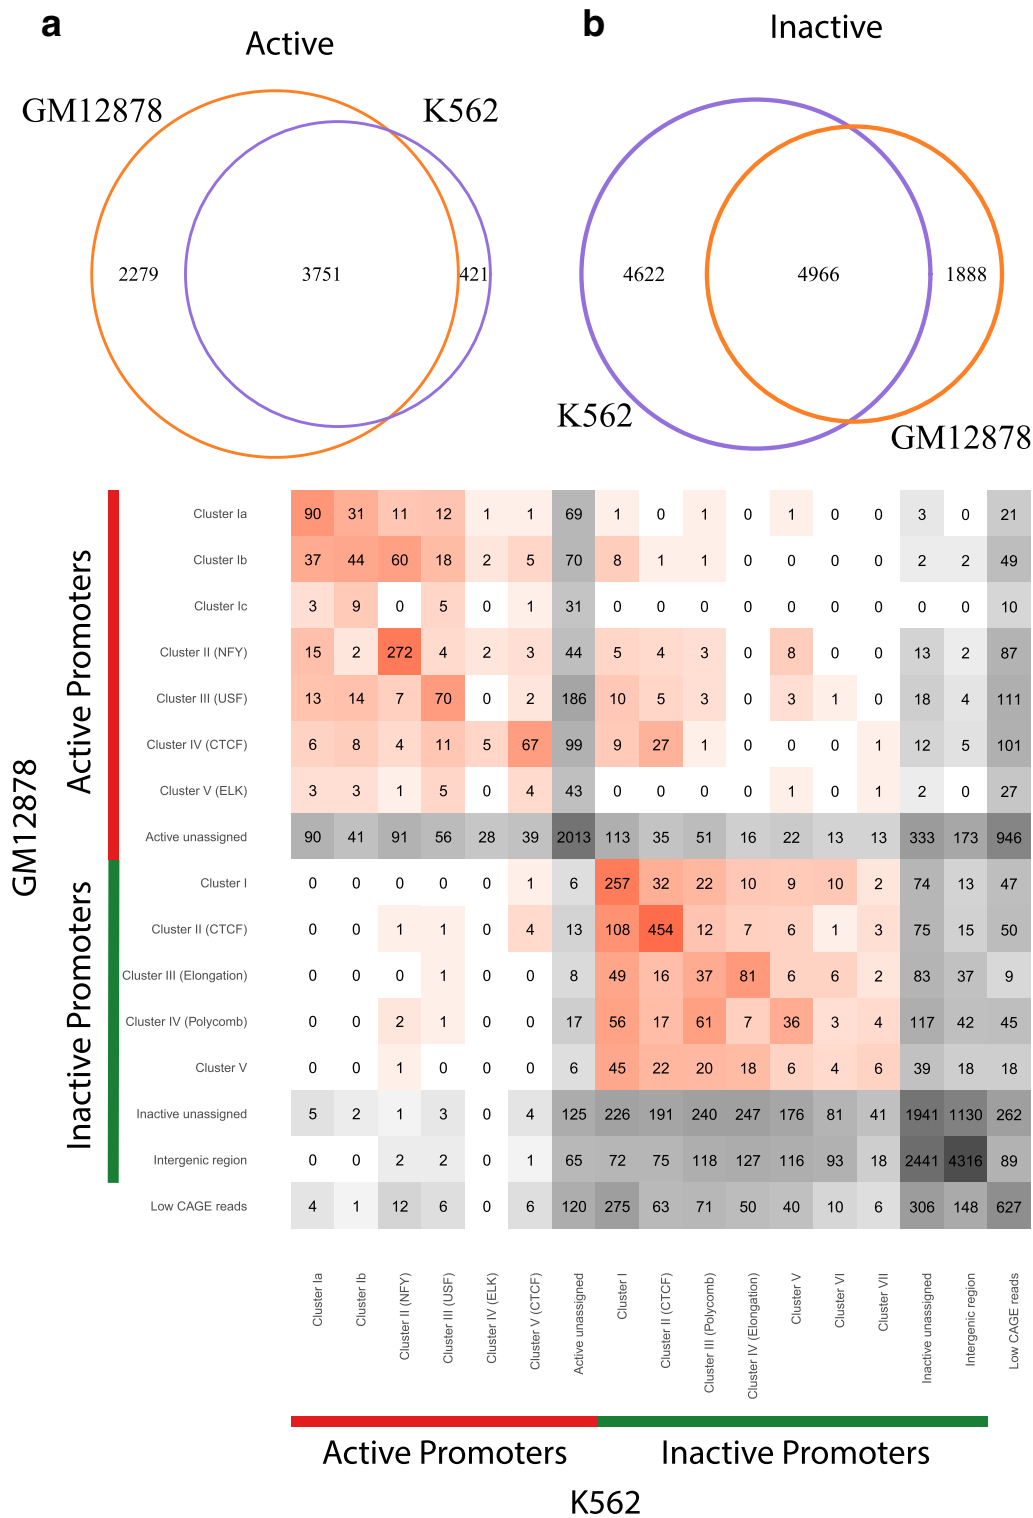 a
Active
b
Inactive
GM12878
K562
2279
3751
421
4622
4966
1888
K562
GM12878
Cluster Ia 90 31 11 12 1 1 69 1 0 1 0 1 0 0 3 0 21
Cluster Ib 37 44 60 18 2 5 70 8 1 1 0 0 0 0 2 2 49
Cluster Ic 3 9 0 5 0 1 31 0 0 0 0 0 0 0 0 0 10
Cluster II (NFY) 15 2 272 4 2 3 44 5 4 3 0 8 0 0 13 2 87
Cluster III (USF) 13 14 7 70 0 2 186 10 5 3 0 3 1 0 18 4 111
Cluster IV (CTCF) 6 8 4 11 5 67 99 9 27 1 0 0 0 1 12 5 101
Cluster V (ELK) 3 3 1 5 0 4 43 0 0 0 0 1 0 1 2 0 27
Active unassigned 90 41 91 56 28 39 2013 113 35 51 16 22 13 13 333 173 946
Cluster I 0 0 0 0 0 1 6 257 32 22 10 9 10 2 74 13 47
Cluster II (CTCF) 0 0 1 1 0 4 13 108 454 12 7 6 1 3 75 15 50
Cluster III (Elongation) 0 0 0 1 0 0 8 49 16 37 81 6 6 2 83 37 9
Cluster IV (Polycomb) 0 0 2 1 0 0 17 56 17 61 7 36 3 4 117 42 45
Cluster V 0 0 1 0 0 0 6 45 22 20 18 6 4 6 39 18 18
Inactive unassigned 5 2 1 3 0 4 125 226 191 240 247 176 81 41 1941 1130 262
Intergenic region 0 0 2 2 0 1 65 72 75 118 127 116 93 18 2441 4316 89
Low CAGE reads 4 1 12 6 0 6 120 275 63 71 50 40 10 6 306 148 627
GM12878
Active Promoters
Inactive Promoters
Cluster Ia
Cluster Ib
Cluster II (NFY)
Cluster III (USF)
Cluster IV (ELK)
Cluster V (CTCF)
Active unassigned
Cluster I
Cluster II (CTCF)
Cluster III (Polycomb)
Cluster IV (Elongation)
Cluster V
Cluster VI
Cluster VII
Inactive unassigned
Intergenic region
Low CAGE reads
Active Promoters
Inactive Promoters
K562